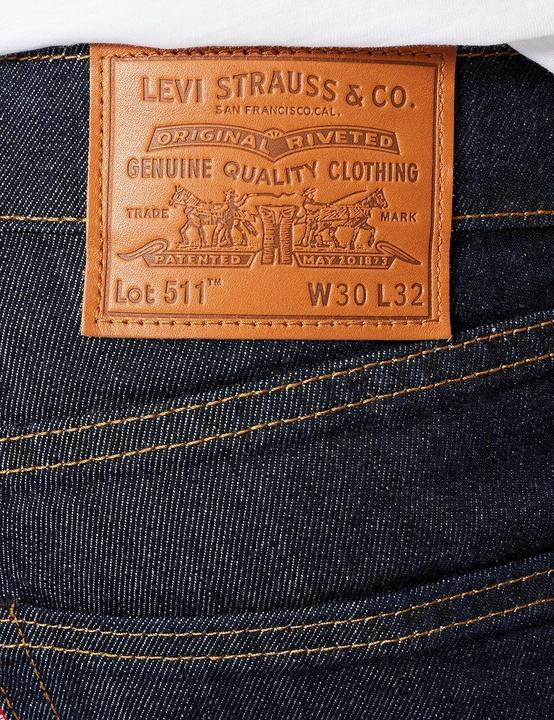 LEVI STRAUSS & CO.
SAN FRANCISCO, CAL.
ORIGINAL RIVETED
GENUINE QUALITY CLOTHING
TRADE MARK
PATENTED MAY 20 1873
Lot 511™ W30 L32